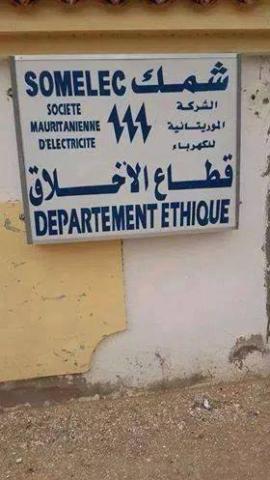 SOMELEC شمك
SOCIETE
MAURITANIENNE
D'ELECTRICITE
الشركة
الموريتانية
للكهرباء
قطاع الأخلاق
DEPARTEMENT ETHIQUE